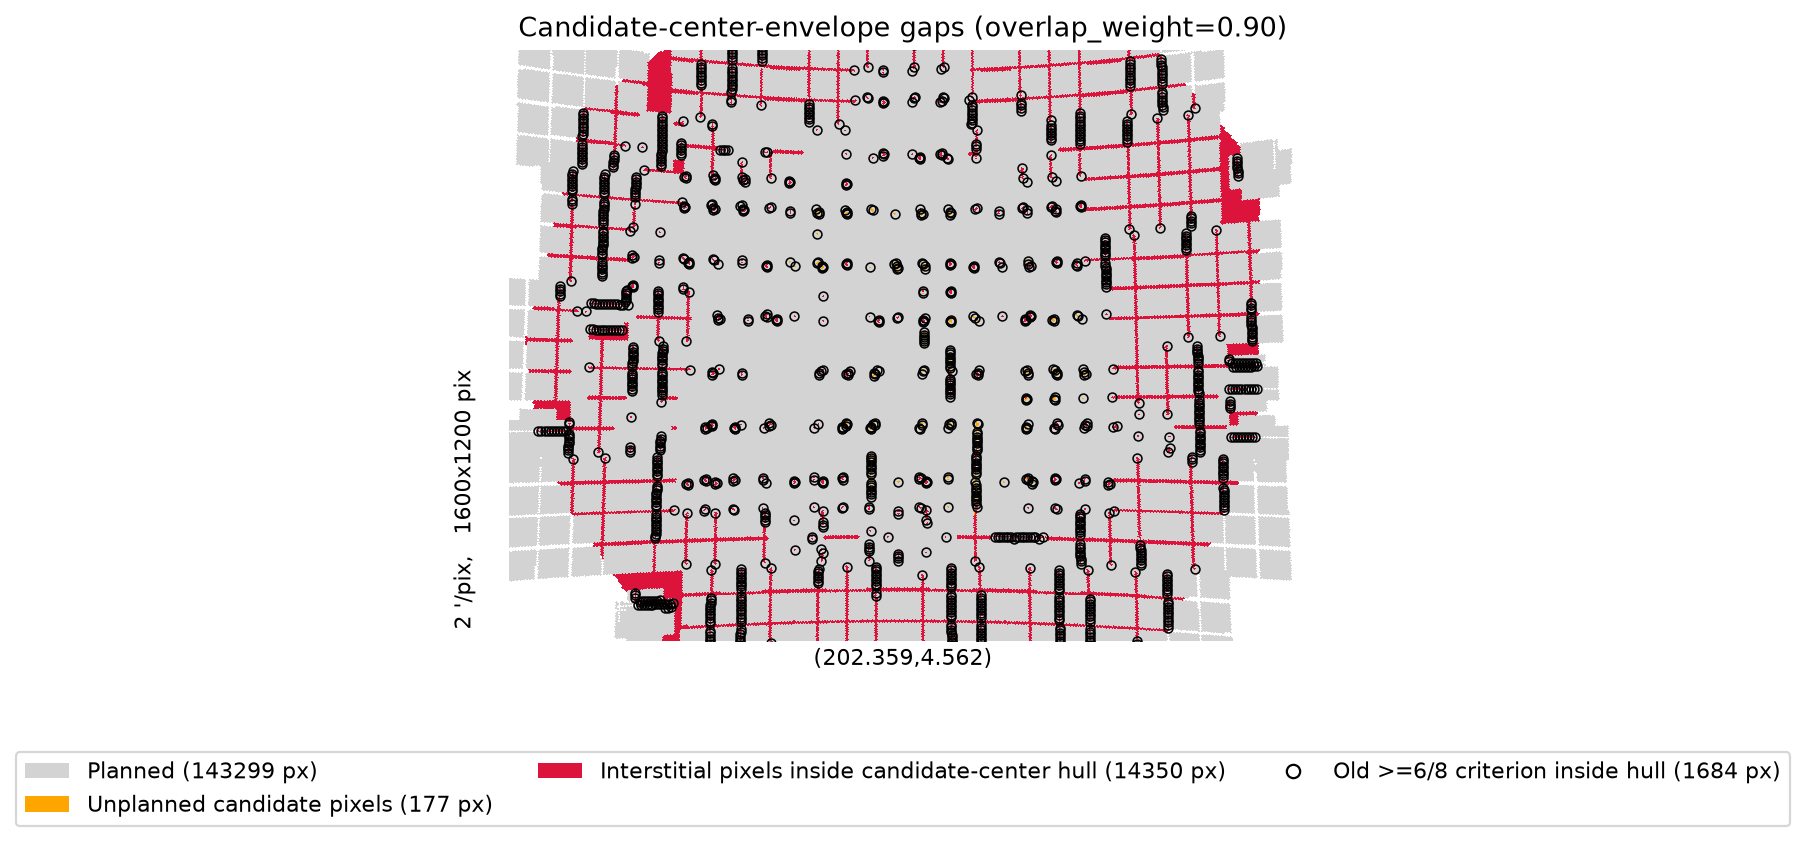 Candidate-center-envelope gaps (overlap_weight=0.90)
2 '/pix,   1600x1200 pix
(202.359,4.562)
Planned (143299 px)
Unplanned candidate pixels (177 px)
Interstitial pixels inside candidate-center hull (14350 px)
Old >=6/8 criterion inside hull (1684 px)